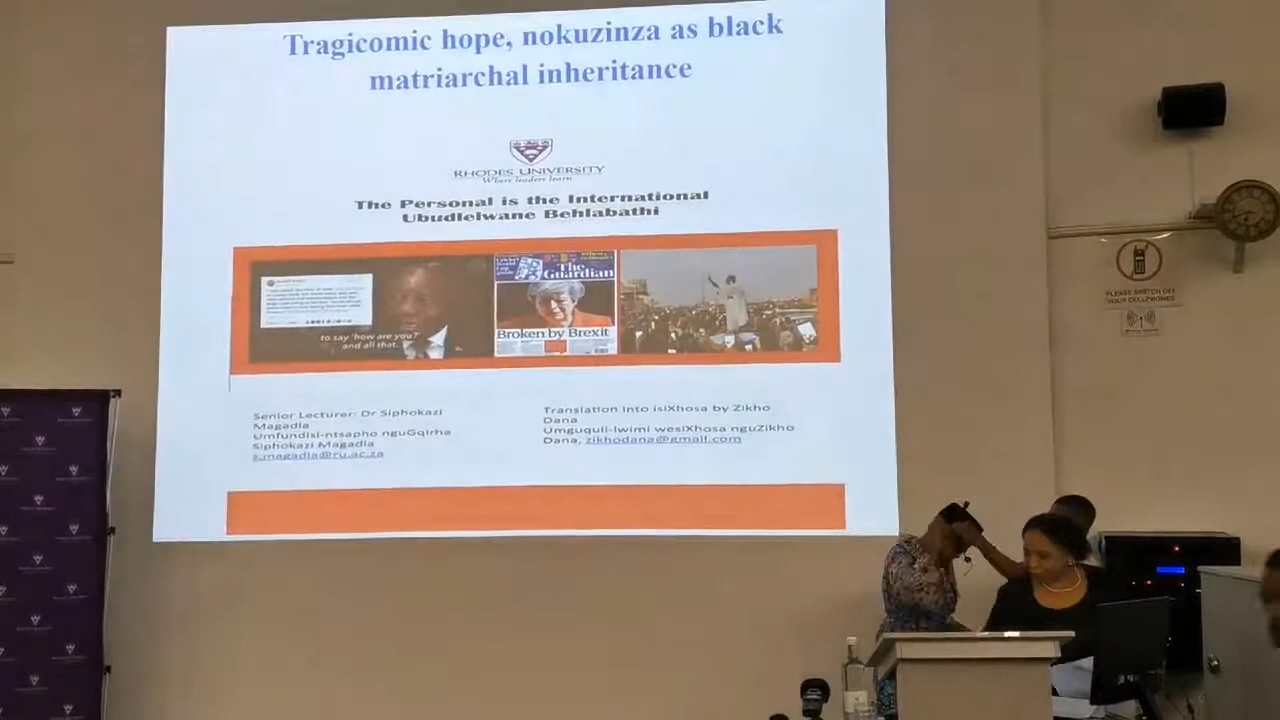 Tragicomic hope, nokuzinza as black
matriarchal inheritance
RHODES UNIVERSITY
Where leaders learn
The Personal is the International
Ubudlelwane Behlabathi
to say 'how are you?'
and all that.
The
Guardian
Broken by Brexit
Senior Lecturer: Dr Siphokazi
Magadla
Umfundisi-ntsapho nguGqirha
Siphokazi Magadla
s.magadla@ru.ac.za
Translation into isiXhosa by Zikho
Dana
Umguquli-lwimi wesiXhosa nguZikho
Dana, zikhodana@gmail.com
PLEASE SWITCH OFF
YOUR CELLPHONES